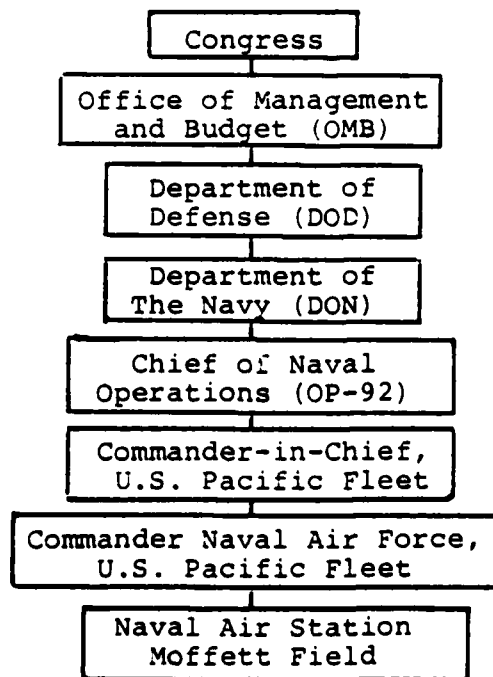 Congress
Office of Management
and Budget (OMB)
Department of
Defense (DOD)
Department of
The Navy (DON)
Chief of Naval
Operations (OP-92)
Commander-in-Chief,
U.S. Pacific Fleet
Commander Naval Air Force,
U.S. Pacific Fleet
Naval Air Station
Moffett Field